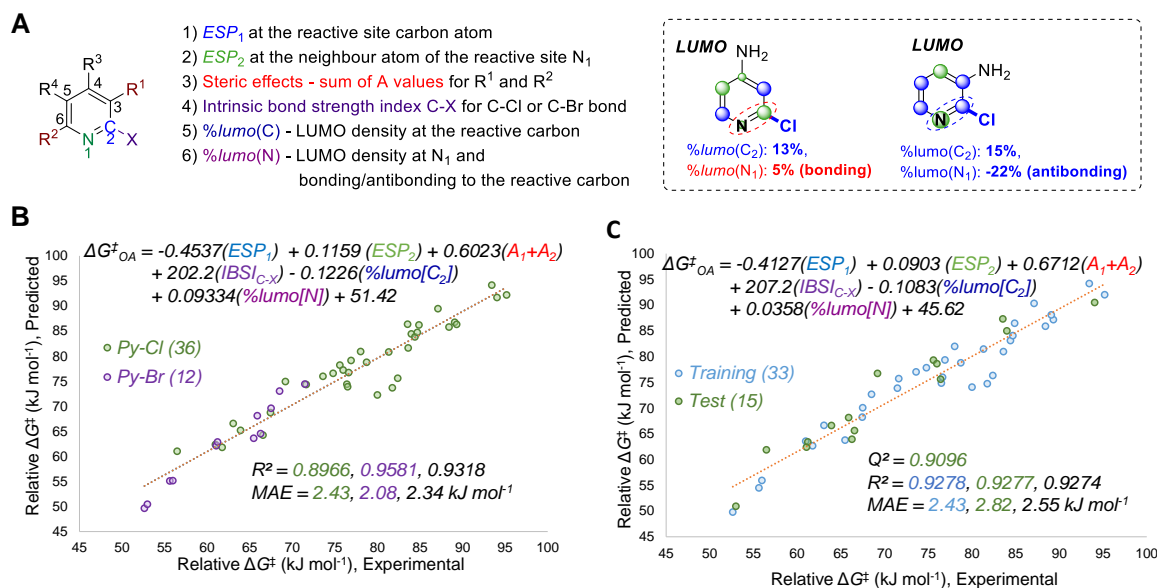 A
R³
R⁴
R¹
4
5
3
6
C
2
R²
N
1
X
1) ESP₁ at the reactive site carbon atom
2) ESP₂ at the neighbour atom of the reactive site N₁
3) Steric effects - sum of A values for R¹ and R²
4) Intrinsic bond strength index C-X for C-Cl or C-Br bond
5) %lumo(C) - LUMO density at the reactive carbon
6) %lumo(N) - LUMO density at N₁ and
bonding/antibonding to the reactive carbon
LUMO
NH₂
N
Cl
%lumo(C₂): 13%,
%lumo(N₁): 5% (bonding)
LUMO
NH₂
N
Cl
%lumo(C₂): 15%,
%lumo(N₁): -22% (antibonding)
B
ΔG‡OA = -0.4537(ESP₁) + 0.1159 (ESP₂) + 0.6023(A₁+A₂)
+ 202.2(IBSI_C-X) - 0.1226(%lumo[C₂])
+ 0.09334(%lumo[N]) + 51.42
Py-Cl (36)
Py-Br (12)
R² = 0.8966, 0.9581, 0.9318
MAE = 2.43, 2.08, 2.34 kJ mol⁻¹
Relative ΔG‡ (kJ mol⁻¹), Predicted
100
95
90
85
80
75
70
65
60
55
50
45
45 50 55 60 65 70 75 80 85 90 95 100
Relative ΔG‡ (kJ mol⁻¹), Experimental
C
ΔG‡OA = -0.4127(ESP₁) + 0.0903 (ESP₂) + 0.6712(A₁+A₂)
+ 207.2(IBSI_C-X) - 0.1083(%lumo[C₂])
+ 0.0358(%lumo[N]) + 45.62
Training (33)
Test (15)
Q² = 0.9096
R² = 0.9278, 0.9277, 0.9274
MAE = 2.43, 2.82, 2.55 kJ mol⁻¹
Relative ΔG‡ (kJ mol⁻¹), Predicted
100
95
90
85
80
75
70
65
60
55
50
45
45 50 55 60 65 70 75 80 85 90 95 100
Relative ΔG‡ (kJ mol⁻¹), Experimental